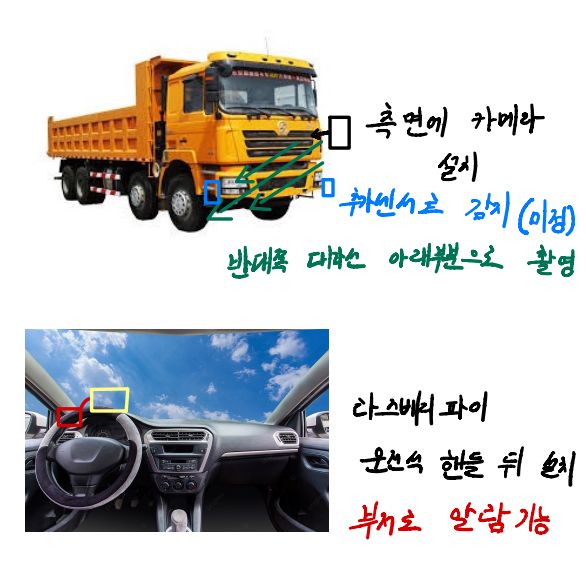 측면에 카메라
설치
추가센서로 감지 (미정)
반대쪽 대각선 아래부분으로 촬영
라즈베리파이
운전석 핸들 뒤 설치
부저로 알람기능